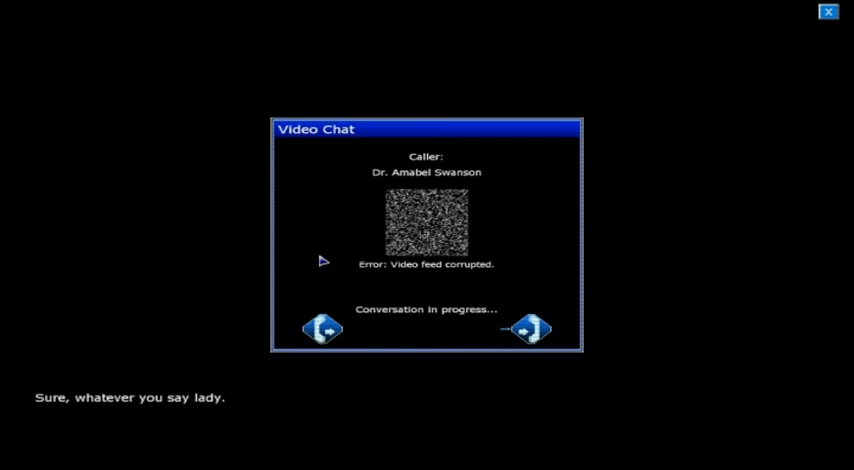 Video Chat
Caller:
Dr. Amabel Swanson
Error: Video feed corrupted.
Conversation in progress...
Sure, whatever you say lady.